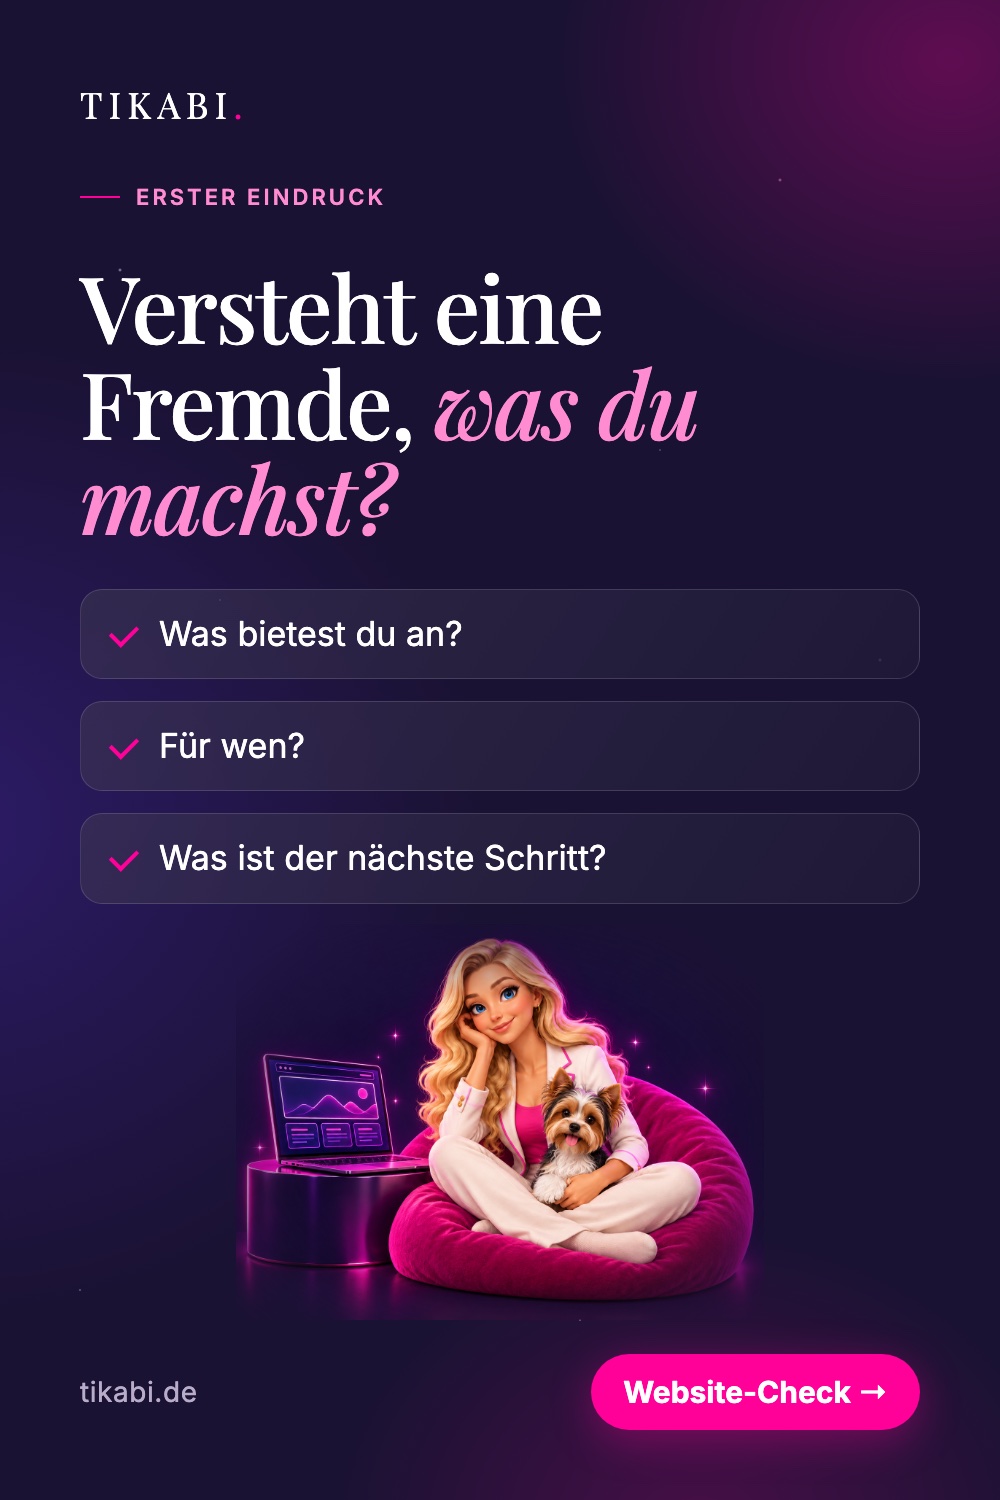 TIKABI.
ERSTER EINDRUCK
Versteht eine
Fremde, was du
machst?
Was bietest du an?
Für wen?
Was ist der nächste Schritt?
tikabi.de
Website-Check →